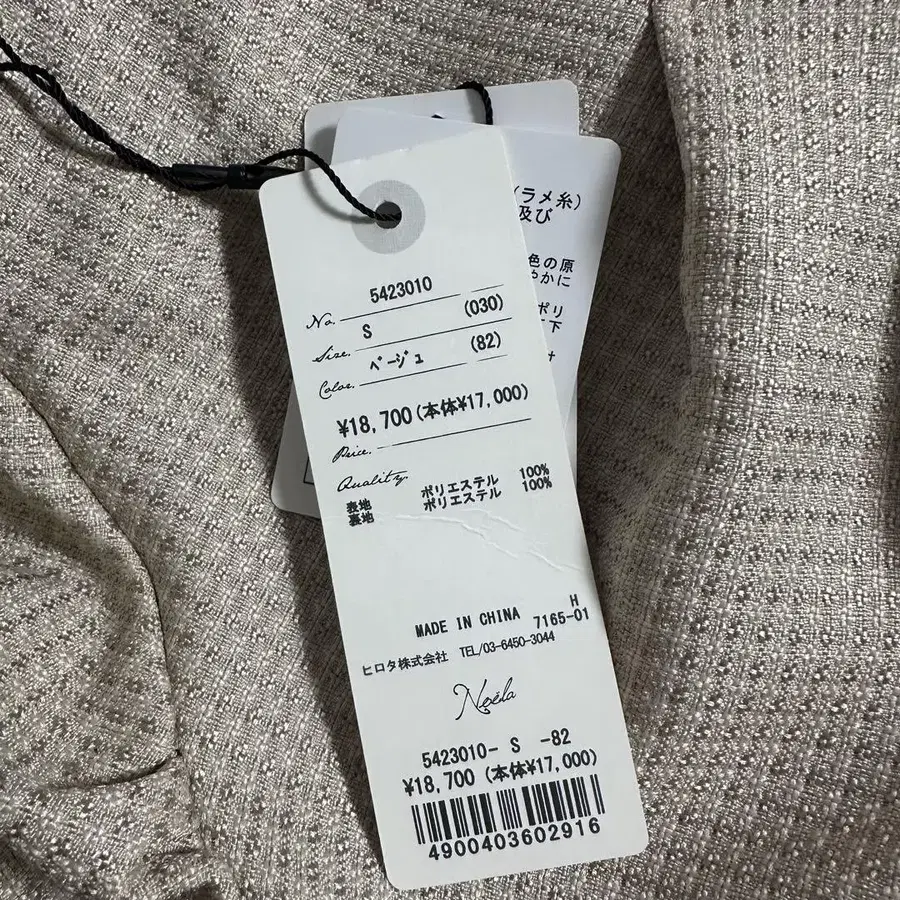 5423010
No.
S (030)
Size.
ベージュ (82)
Color.
¥18,700(本体¥17,000)
Price.
Quality.
表地 ポリエステル 100%
裏地 ポリエステル 100%
H
MADE IN CHINA 7165-01
ヒロタ株式会社 TEL/03-6450-3044
Noëla
5423010- S -82
¥18,700 (本体¥17,000)
4900403602916
(ラメ糸)
及び
色の原
やかに
ポリ
下